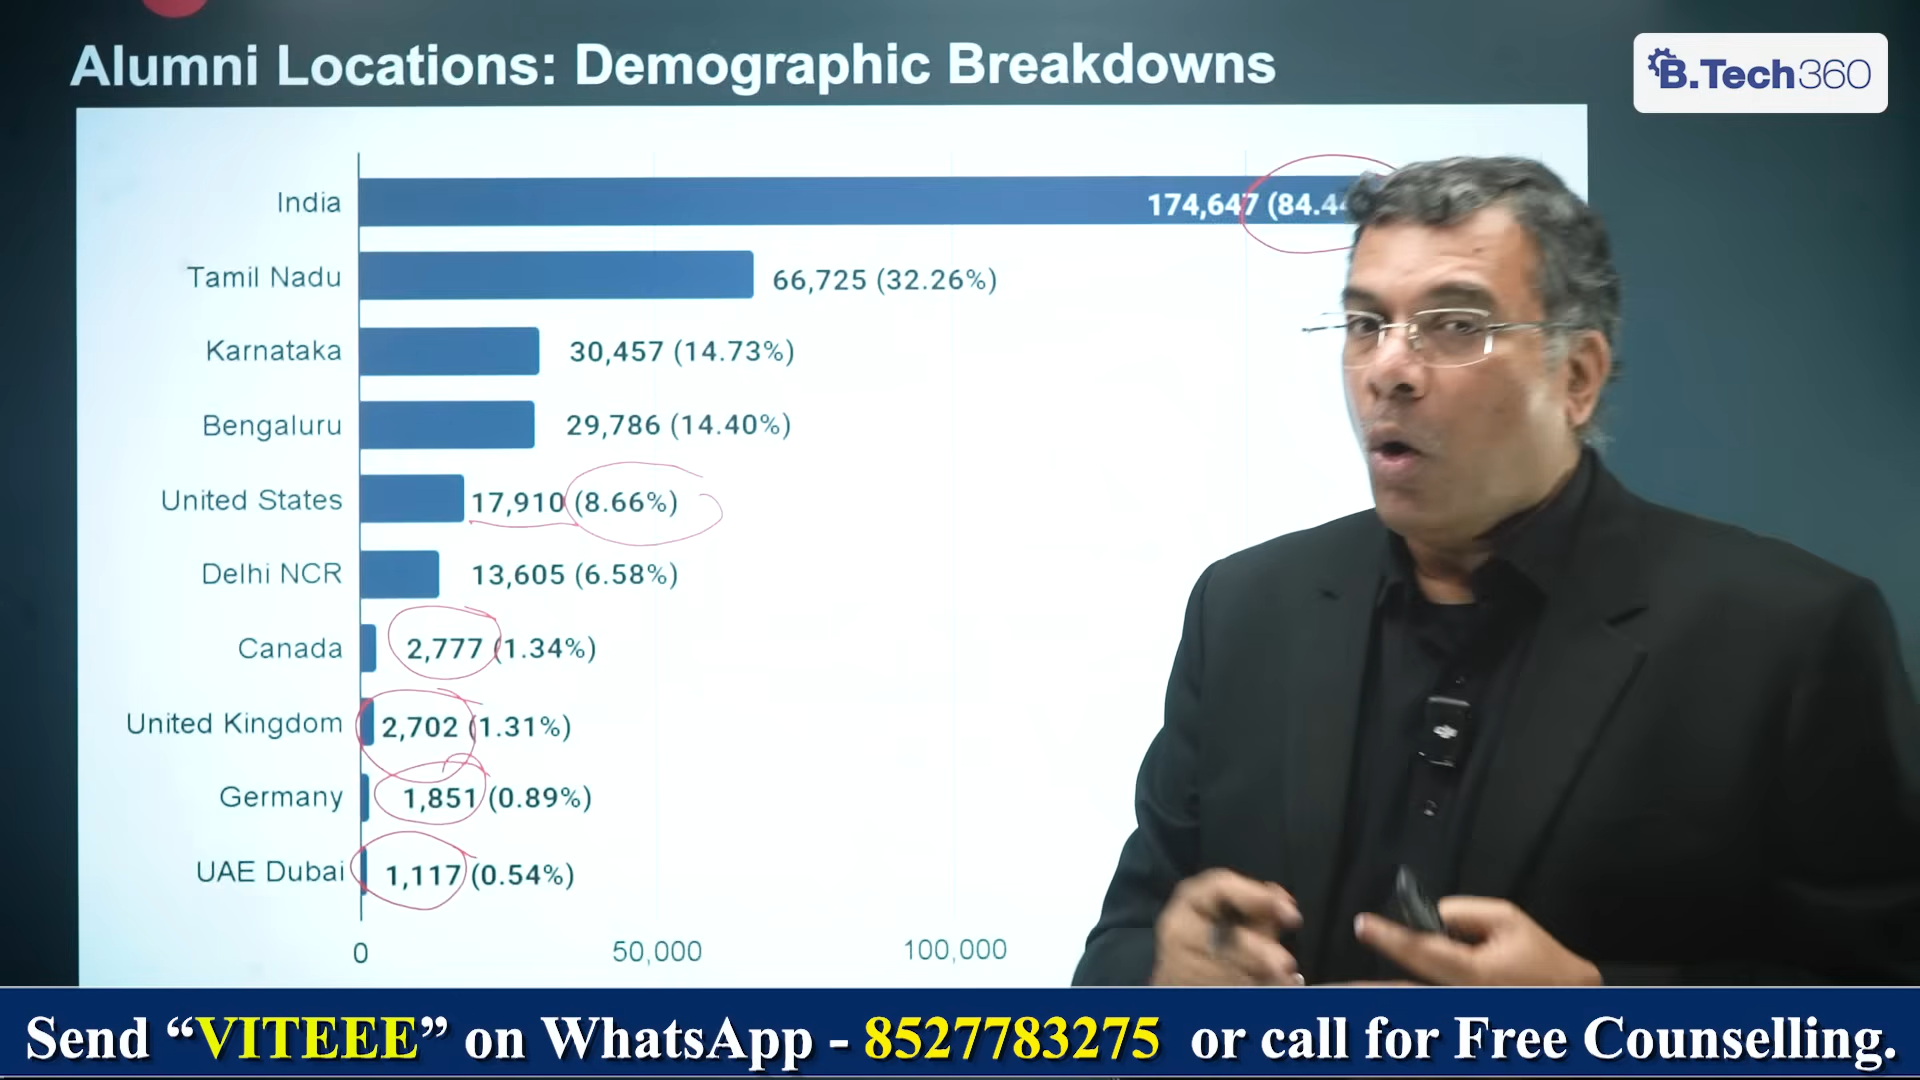 Alumni Locations: Demographic Breakdowns
B.Tech360
India 174,647 (84.44
Tamil Nadu 66,725 (32.26%)
Karnataka 30,457 (14.73%)
Bengaluru 29,786 (14.40%)
United States 17,910 (8.66%)
Delhi NCR 13,605 (6.58%)
Canada 2,777 (1.34%)
United Kingdom 2,702 (1.31%)
Germany 1,851 (0.89%)
UAE Dubai 1,117 (0.54%)
0 50,000 100,000
Send “VITEEE” on WhatsApp - 8527783275 or call for Free Counselling.